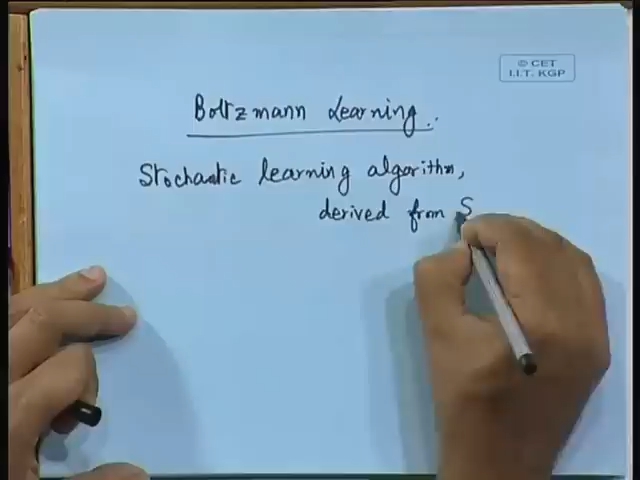 © CET
I.I.T. KGP
Boltzmann Learning.
Stochastic learning algorithm,
derived from S